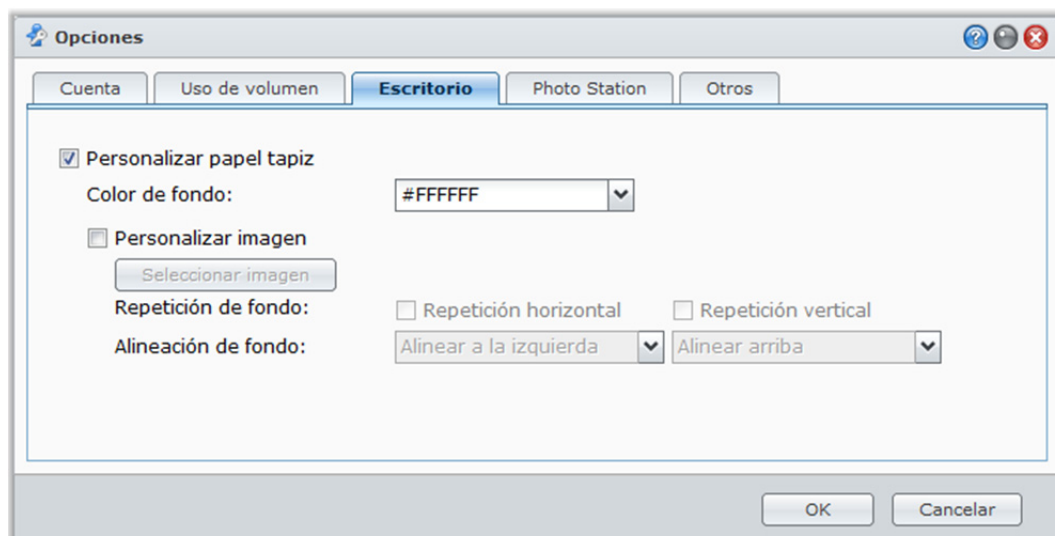 Opciones
Cuenta Uso de volumen Escritorio Photo Station Otros
Personalizar papel tapiz
Color de fondo: #FFFFFF
Personalizar imagen
Seleccionar imagen
Repetición de fondo: Repetición horizontal Repetición vertical
Alineación de fondo: Alinear a la izquierda Alinear arriba
OK Cancelar